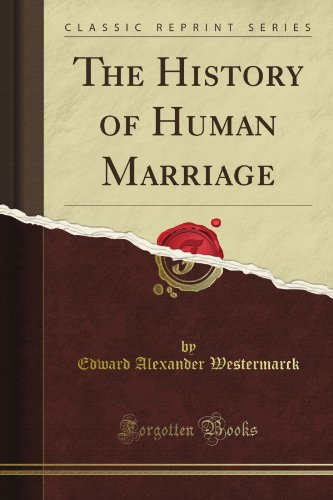 CLASSIC REPRINT SERIES
THE HISTORY
OF HUMAN
MARRIAGE
by
Edward Alexander Westermarck
Forgotten Books